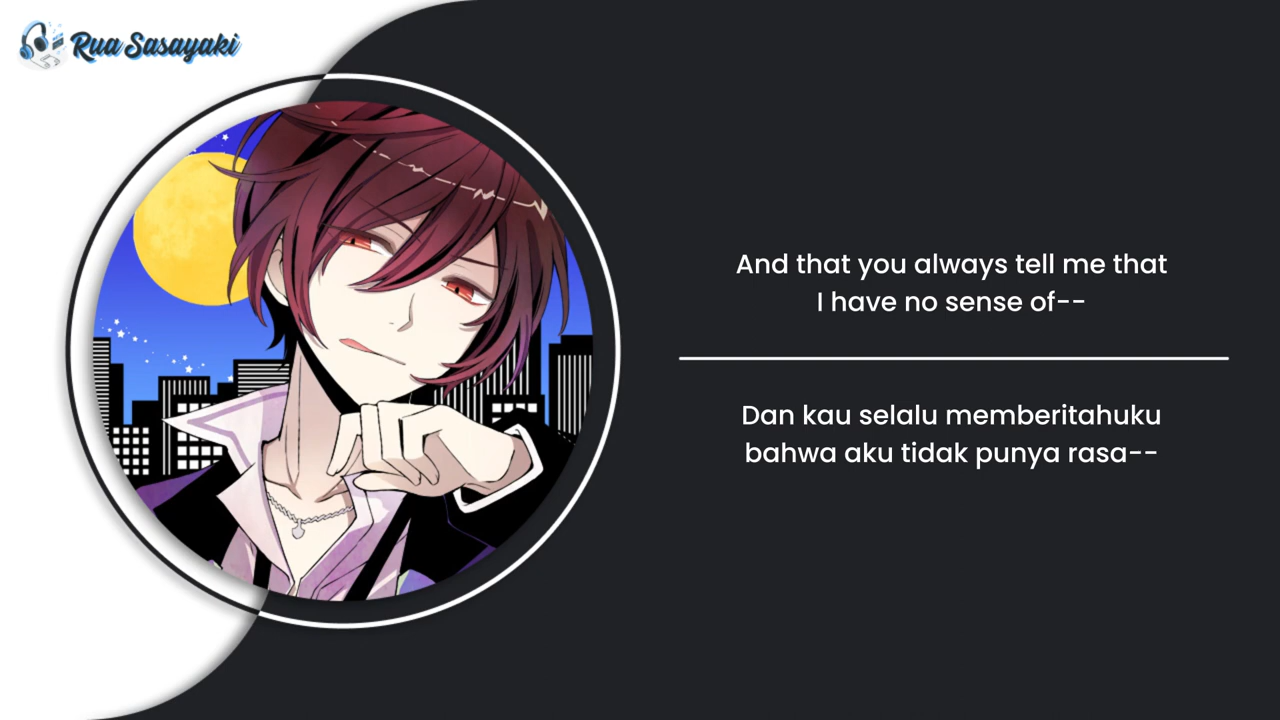 Rua Sasayaki
And that you always tell me that
I have no sense of--
Dan kau selalu memberitahuku
bahwa aku tidak punya rasa--